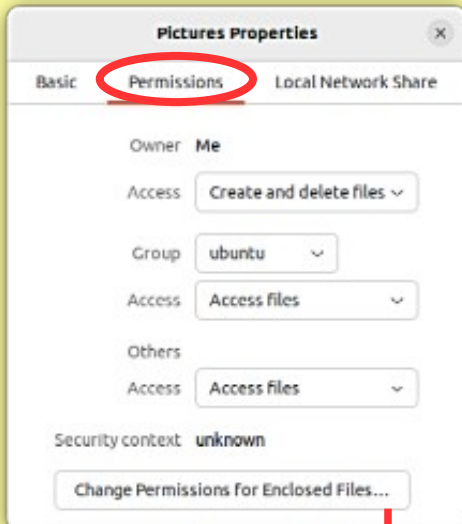 Pictures Properties
Basic Permissions Local Network Share
Owner Me
Access Create and delete files
Group ubuntu
Access Access files
Others
Access Access files
Security context unknown
Change Permissions for Enclosed Files...